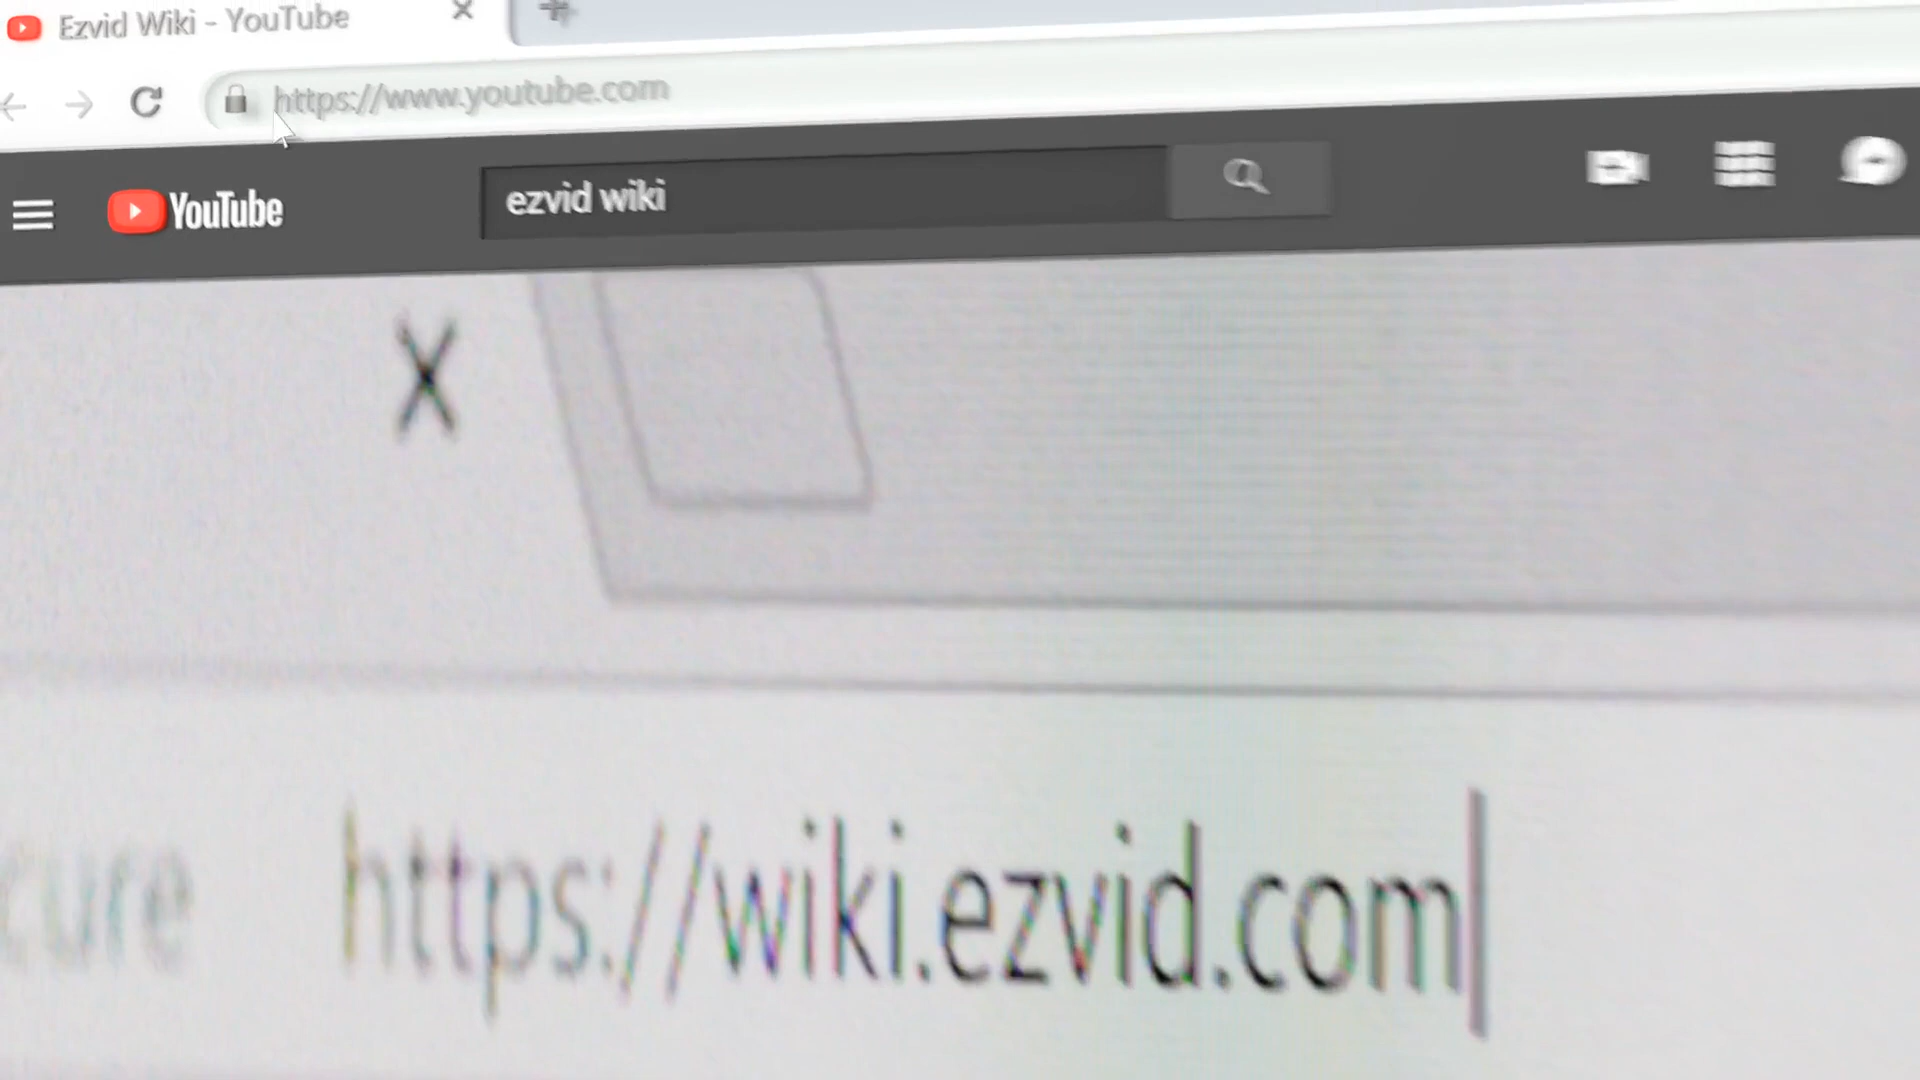 Ezvid Wiki - YouTube
https://www.youtube.com
YouTube
ezvid wiki
X
cure https://wiki.ezvid.com